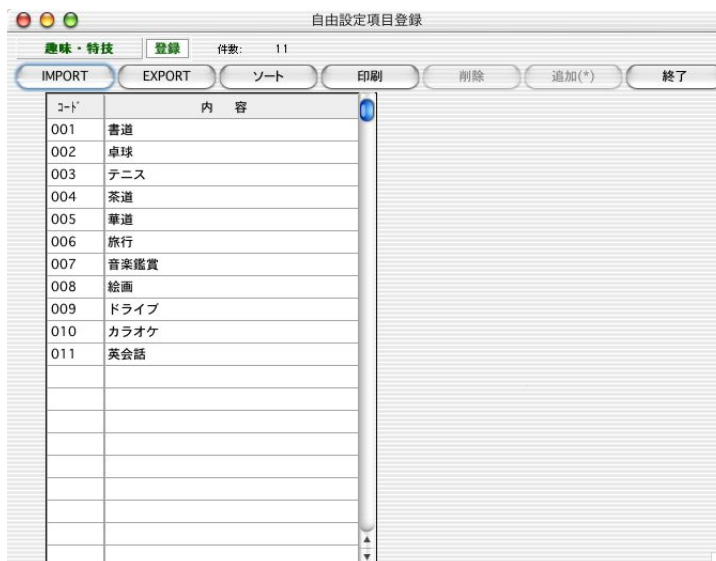 自由設定項目登録
趣味・特技 登録 件数: 11
IMPORT EXPORT ソート 印刷 削除 追加(*) 終了
コード 内 容
001 書道
002 卓球
003 テニス
004 茶道
005 華道
006 旅行
007 音楽鑑賞
008 絵画
009 ドライブ
010 カラオケ
011 英会話